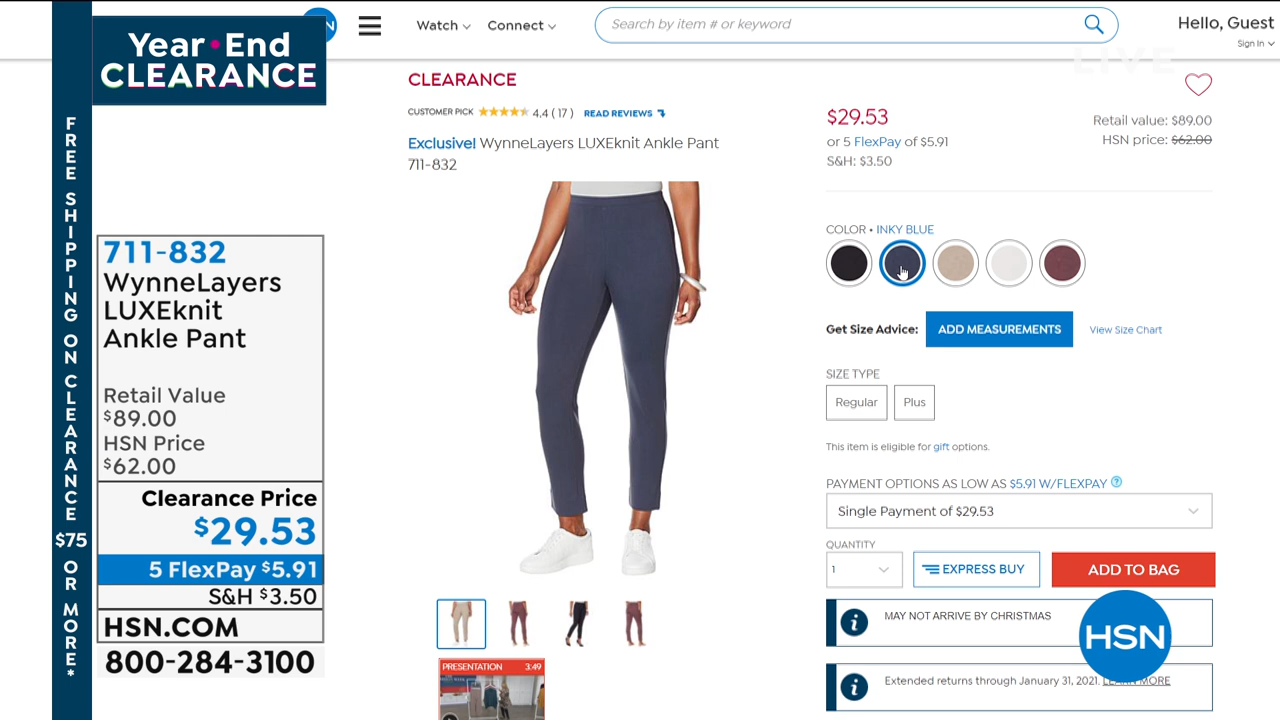 Year • End
CLEARANCE
FREE SHIPPING ON CLEARANCE $75 OR MORE*
711-832
WynneLayers
LUXEknit
Ankle Pant
Retail Value
$89.00
HSN Price
$62.00
Clearance Price
$29.53
5 FlexPay $5.91
S&H $3.50
HSN.COM
800-284-3100
N
Watch
Connect
Search by item # or keyword
Hello, Guest
Sign In
LIVE
CLEARANCE
CUSTOMER PICK 4.4 ( 17 ) READ REVIEWS
Exclusive! WynneLayers LUXEknit Ankle Pant
711-832
PRESENTATION 3:49
$29.53
or 5 FlexPay of $5.91
S&H: $3.50
Retail value: $89.00
HSN price: $62.00
COLOR • INKY BLUE
Get Size Advice: ADD MEASUREMENTS View Size Chart
SIZE TYPE
Regular Plus
This item is eligible for gift options.
PAYMENT OPTIONS AS LOW AS $5.91 W/FLEXPAY ?
Single Payment of $29.53
QUANTITY
1 EXPRESS BUY ADD TO BAG
i MAY NOT ARRIVE BY CHRISTMAS
HSN
i Extended returns through January 31, 2021. LEARN MORE